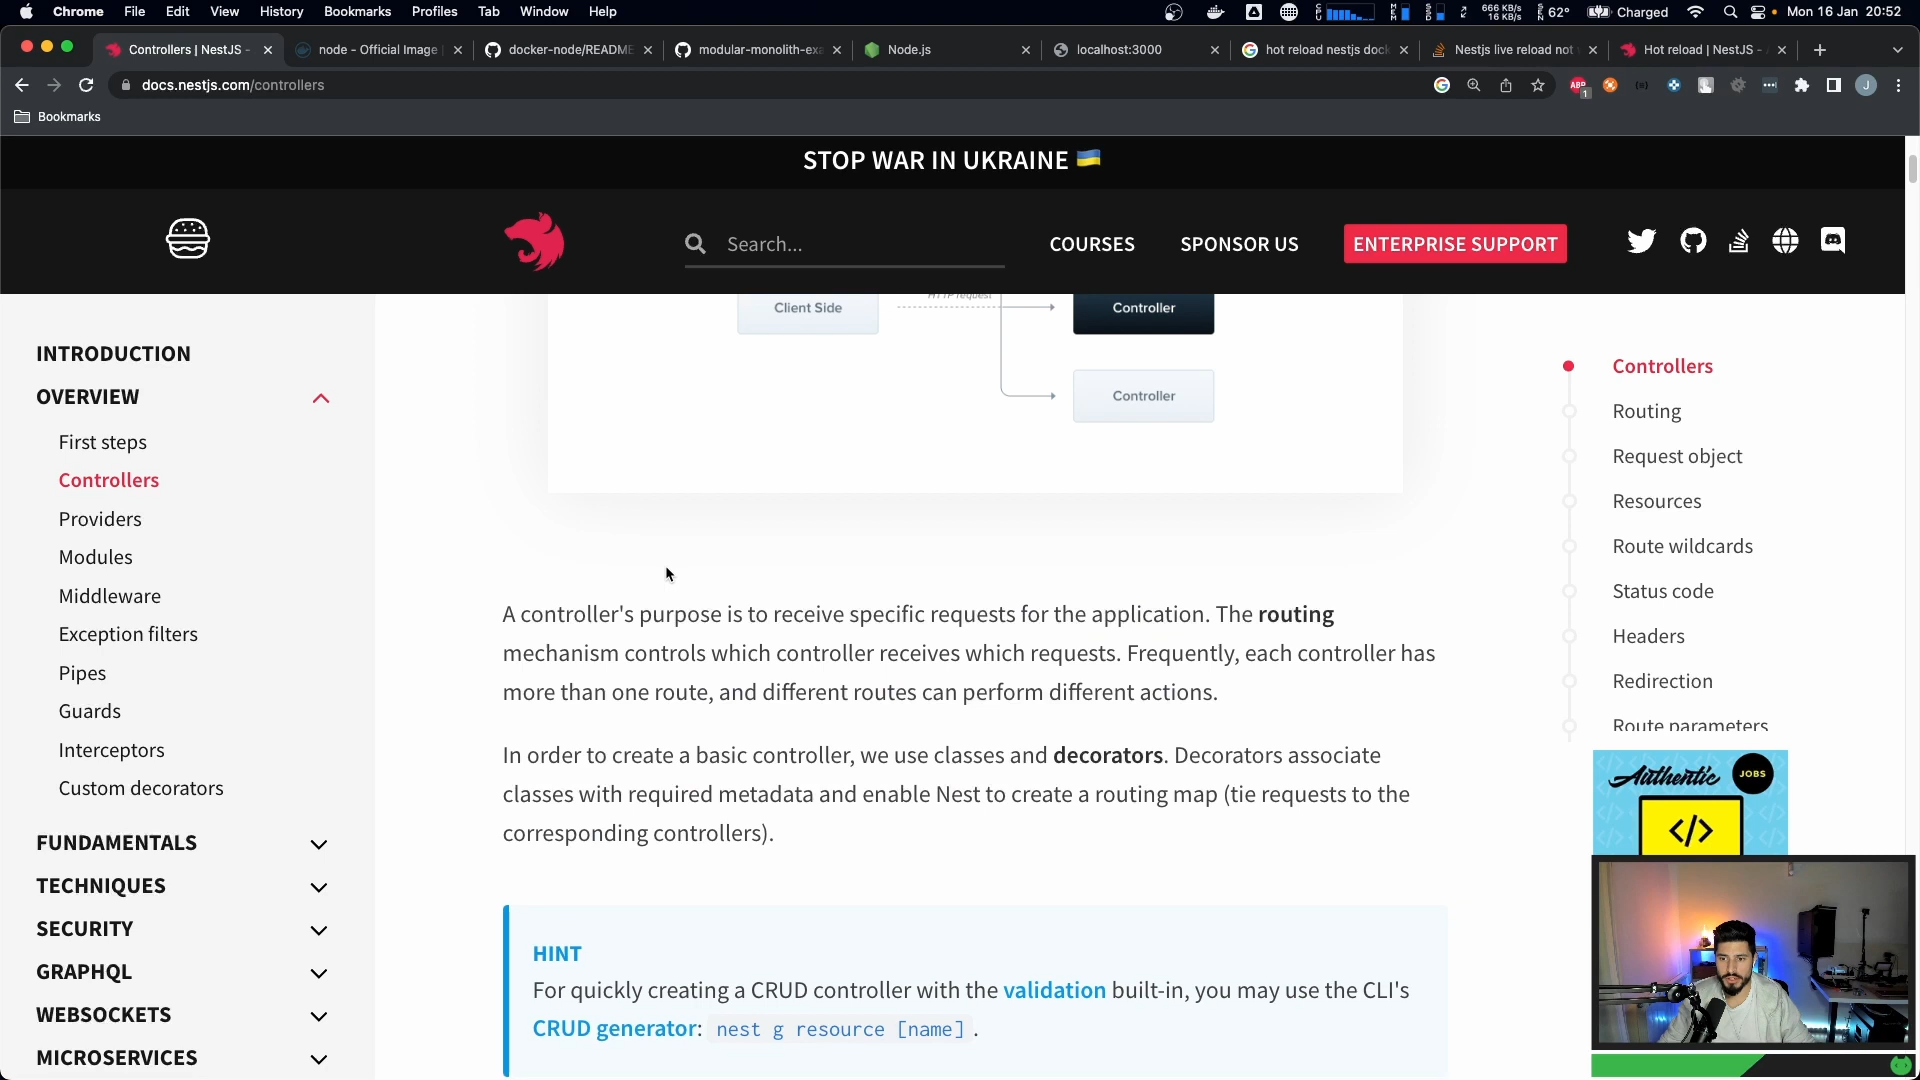 Chrome File Edit View History Bookmarks Profiles Tab Window Help
666 KB/s
16 KB/s
62° Charged Mon 16 Jan 20:52
Controllers | NestJS -
node - Official Image
docker-node/README
modular-monolith-exa
Node.js
localhost:3000
hot reload nestjs dock
Nestjs live reload not
Hot reload | NestJS -
docs.nestjs.com/controllers
ABP
1
J
Bookmarks
STOP WAR IN UKRAINE 🇺🇦
Search...
COURSES
SPONSOR US
ENTERPRISE SUPPORT
INTRODUCTION
OVERVIEW
First steps
Controllers
Providers
Modules
Middleware
Exception filters
Pipes
Guards
Interceptors
Custom decorators
FUNDAMENTALS
TECHNIQUES
SECURITY
GRAPHQL
WEBSOCKETS
MICROSERVICES
HTTP request
Client Side
Controller
Controller
A controller's purpose is to receive specific requests for the application. The routing
mechanism controls which controller receives which requests. Frequently, each controller has
more than one route, and different routes can perform different actions.
In order to create a basic controller, we use classes and decorators. Decorators associate
classes with required metadata and enable Nest to create a routing map (tie requests to the
corresponding controllers).
HINT
For quickly creating a CRUD controller with the validation built-in, you may use the CLI's
CRUD generator: nest g resource [name] .
Controllers
Routing
Request object
Resources
Route wildcards
Status code
Headers
Redirection
Route parameters
Authentic JOBS
</>